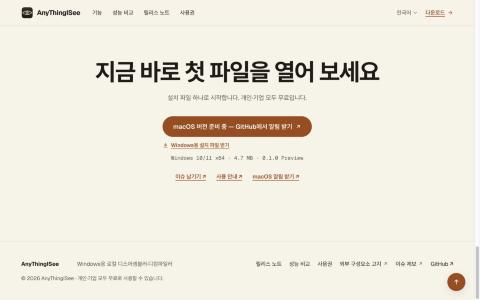 AnyThingISee 기능 성능 비교 릴리스 노트 사용권 한국어 다운로드 →
지금 바로 첫 파일을 열어 보세요
설치 파일 하나로 시작합니다. 개인·기업 모두 무료입니다.
macOS 버전 준비 중 — GitHub에서 알림 받기 ↗
Windows용 설치 파일 받기
Windows 10/11 x64 · 4.7 MB · 0.1.0 Preview
이슈 남기기 ↗ 사용 안내 ↗ macOS 알림 받기 ↗
AnyThingISee Windows용 로컬 디스어셈블러·디컴파일러 릴리스 노트 성능 비교 사용권 외부 구성요소 고지 ↗ 이슈 제보 ↗ GitHub ↗
© 2026 AnyThingISee · 개인·기업 모두 무료로 사용할 수 있습니다.